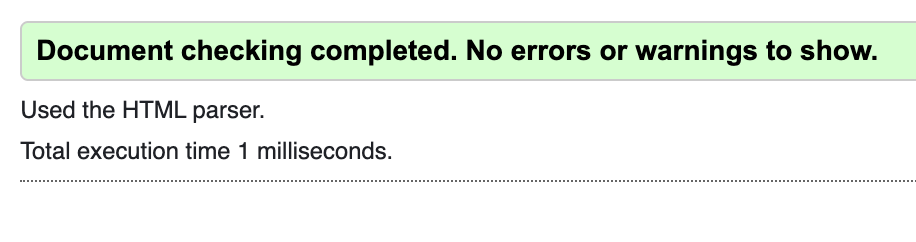 Document checking completed. No errors or warnings to show.
Used the HTML parser.
Total execution time 1 milliseconds.